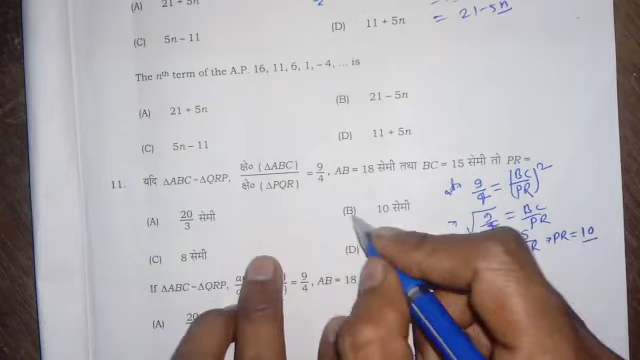 (A) 21 + 5n
= 21-5n
(C) 5n − 11
(D) 11 + 5n
The nth term of the A.P. 16, 11, 6, 1, − 4, ... is
(A) 21 + 5n
(B) 21 − 5n
(C) 5n − 11
(D) 11 + 5n
11. यदि ΔABC ~ ΔQRP, क्षे० (ΔABC) / क्षे० (ΔPQR) = 9/4, AB = 18 सेमी तथा BC = 15 सेमी तो PR =
9/4 = (BC/PR)²
(A) 20/3 सेमी
(B) 10 सेमी
= BC/PR
(C) 8 सेमी
(D)
PR = 10
If ΔABC ~ ΔQRP, = 9/4, AB = 18
(A) 20